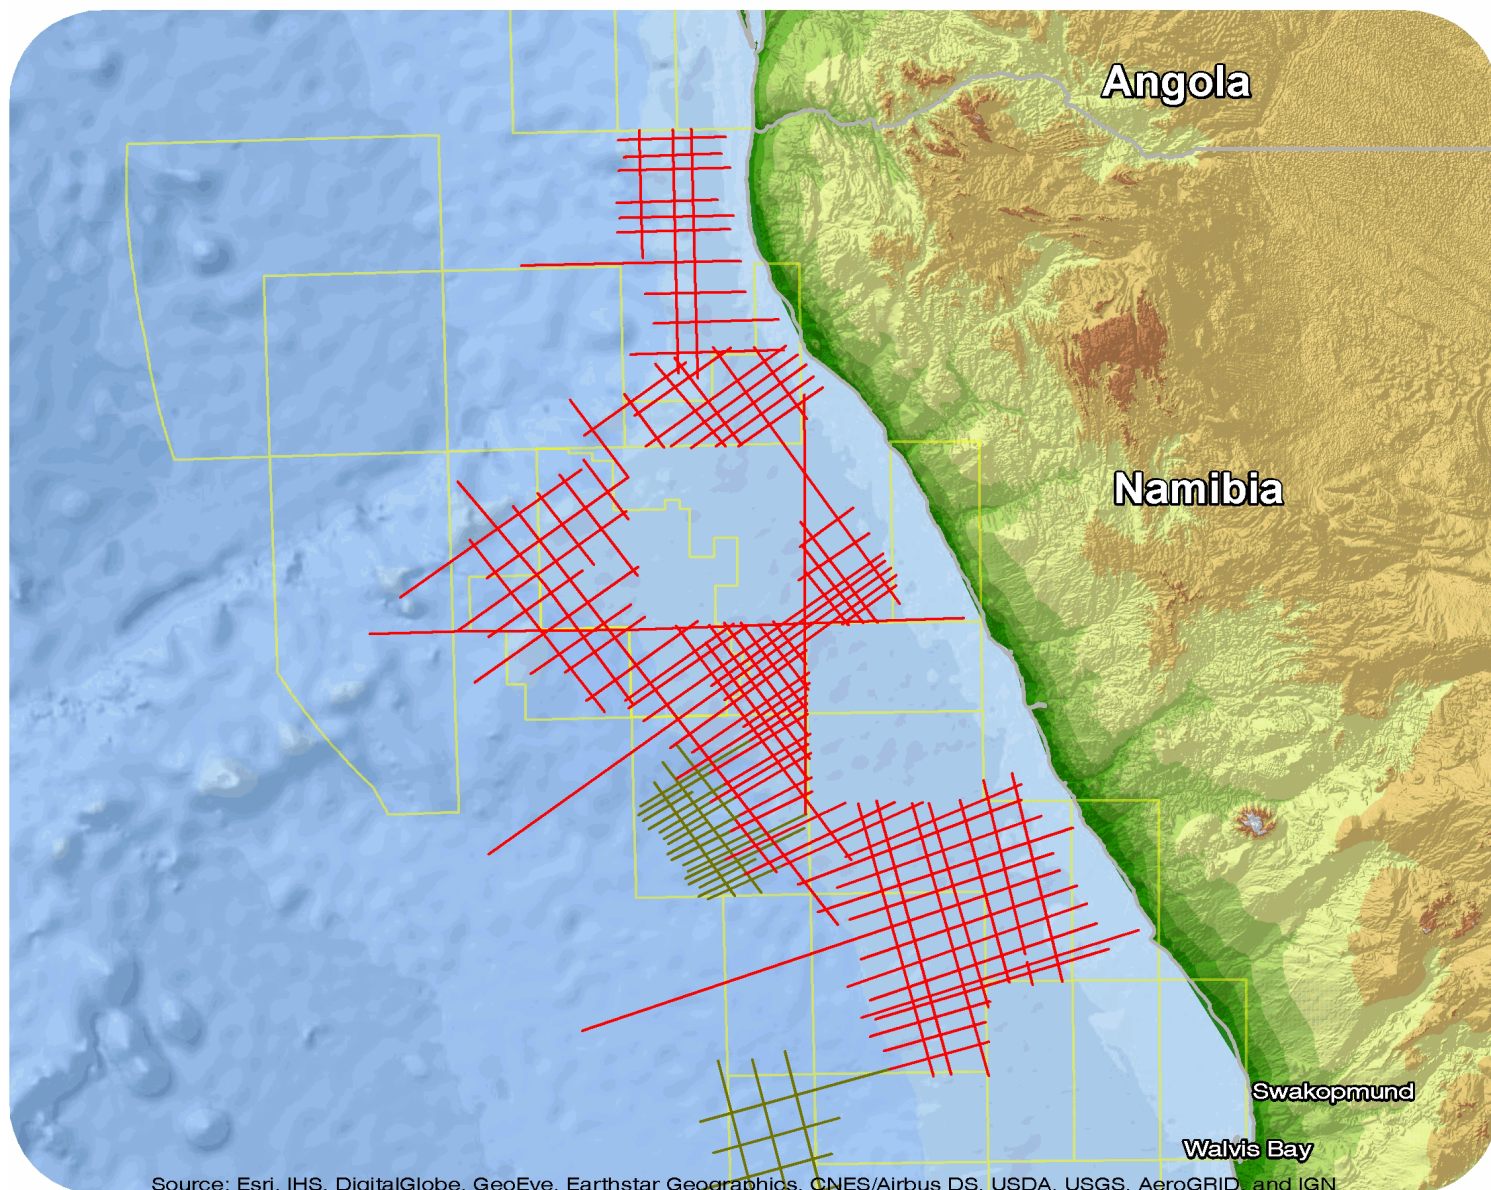 Angola
Namibia
Swakopmund
Walvis Bay
Source: Esri, IHS, DigitalGlobe, GeoEye, Earthstar Geographics, CNES/Airbus DS, USDA, USGS, AeroGRID, and IGN